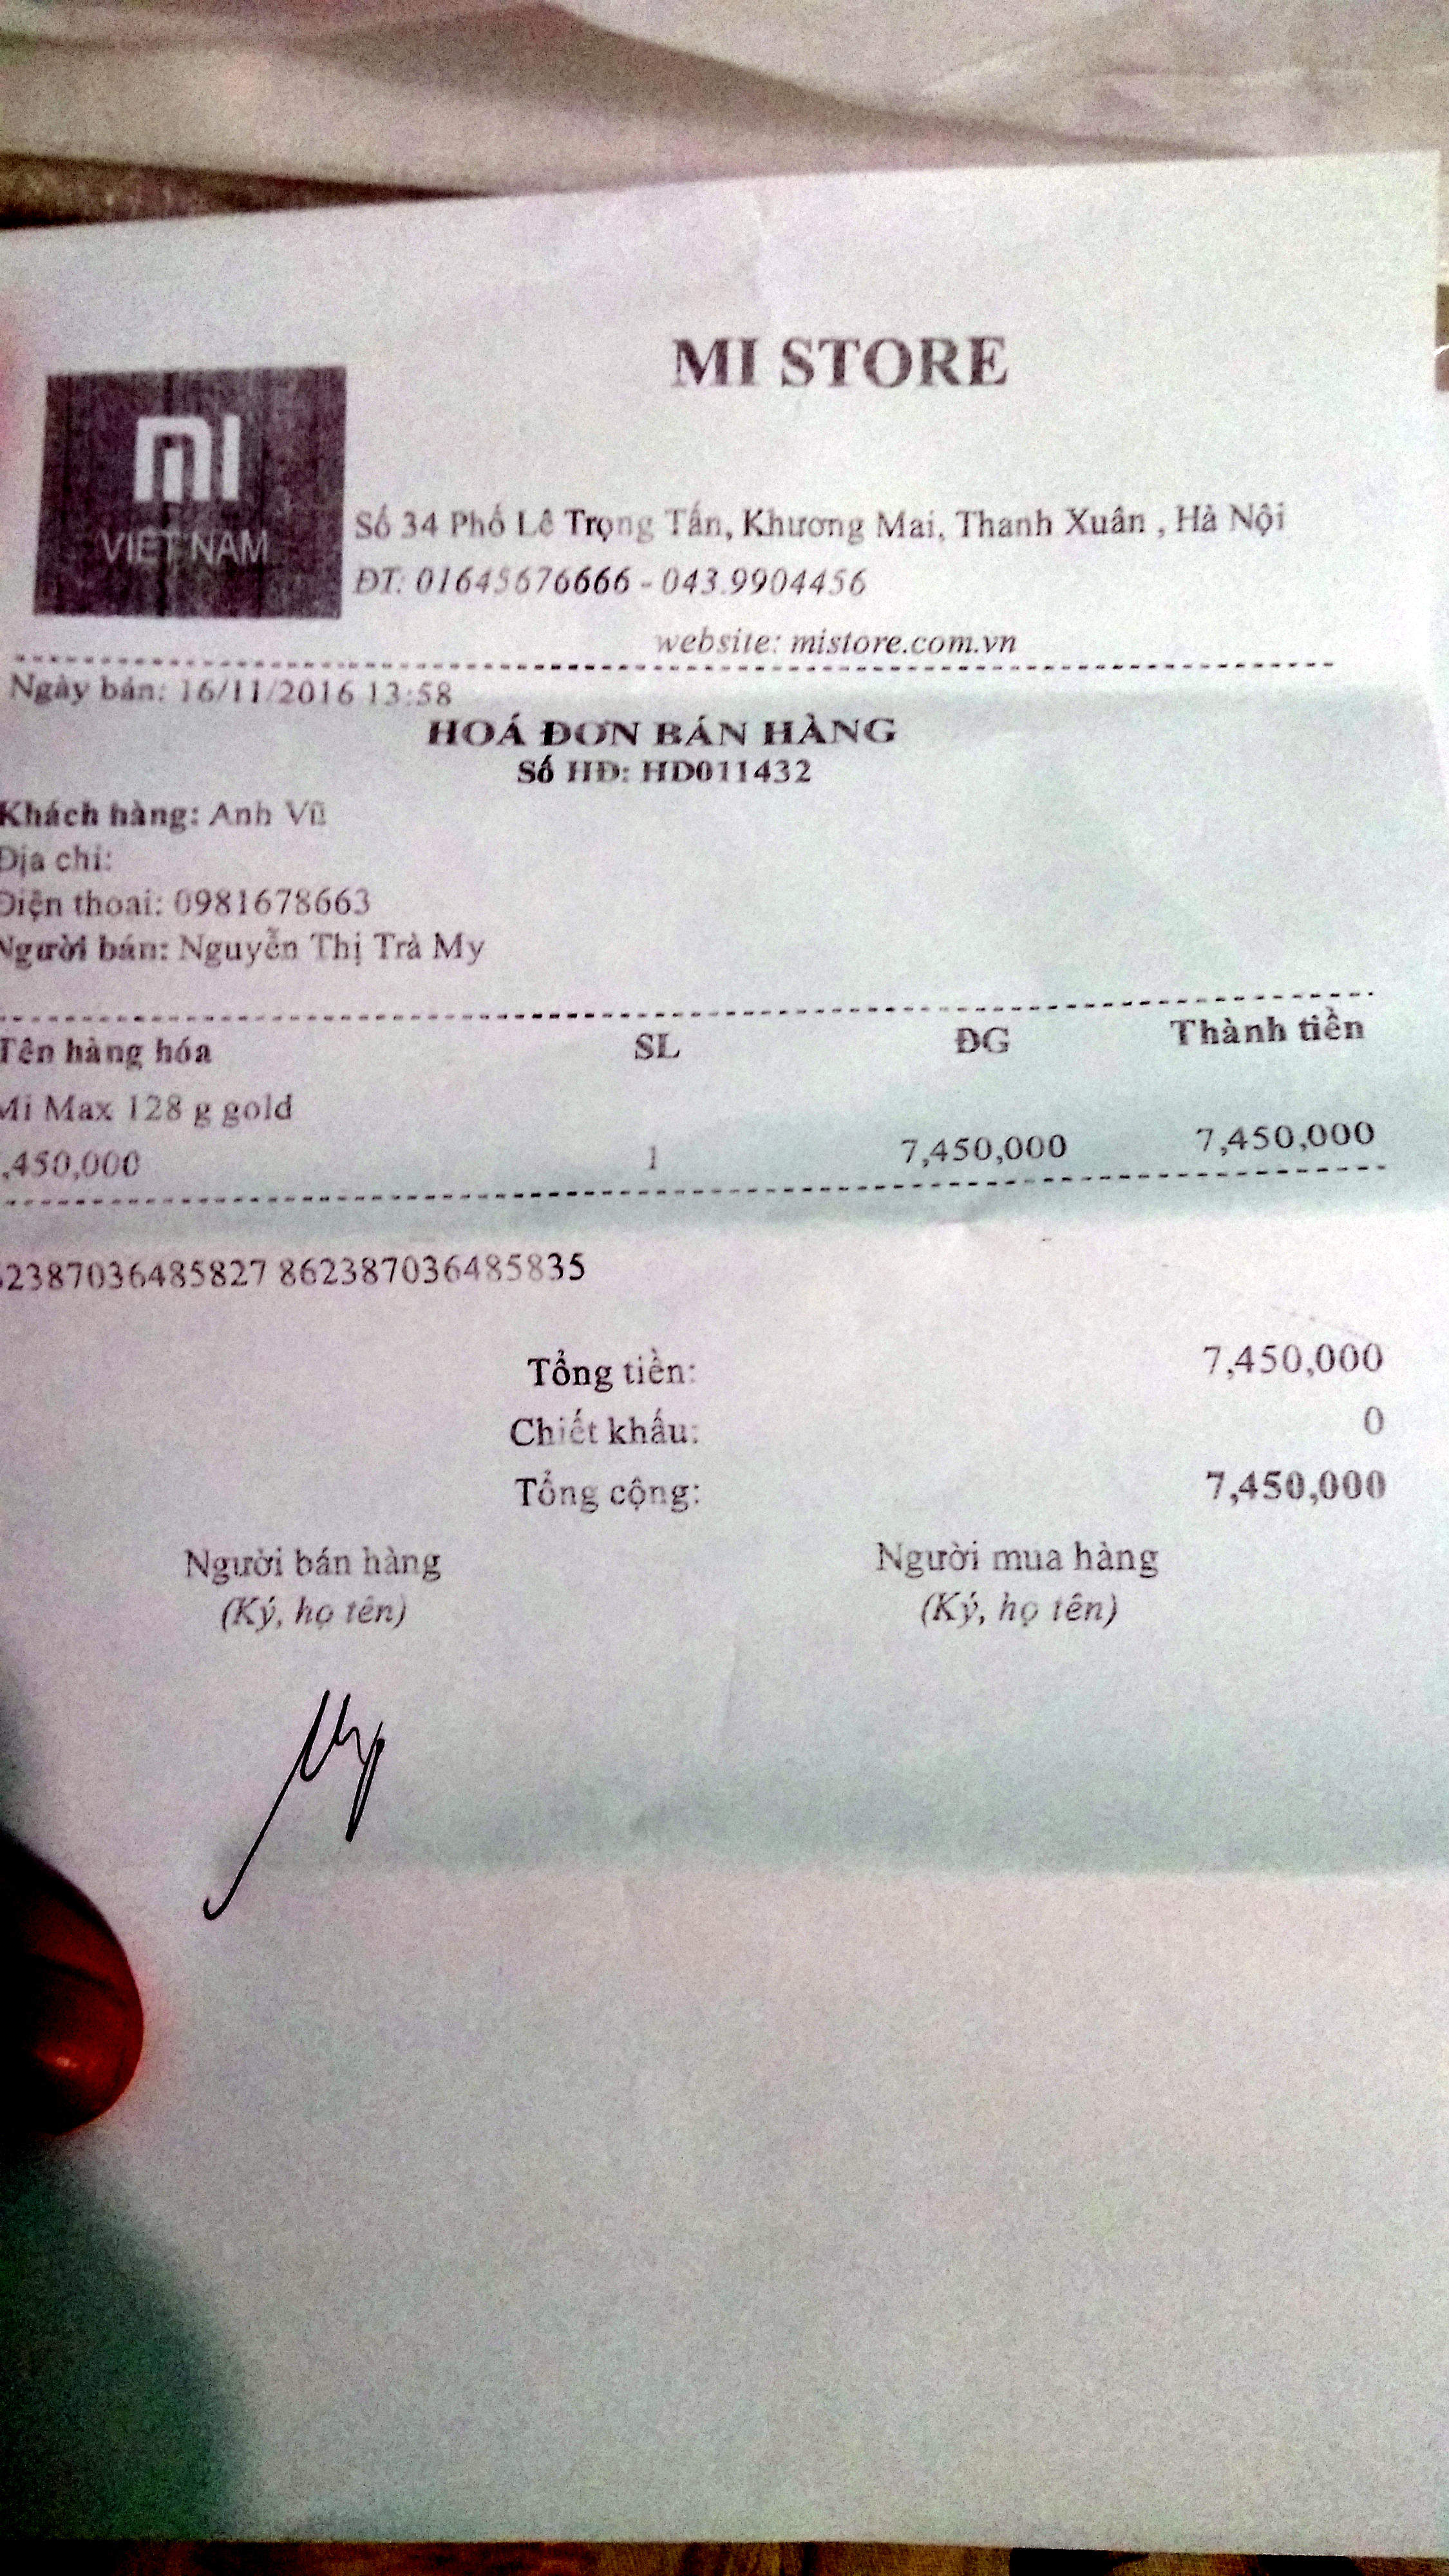 MI STORE
mi
VIET NAM
Số 34 Phố Lê Trọng Tấn, Khương Mai, Thanh Xuân , Hà Nội
ĐT: 01645676666 - 043.9904456
website: mistore.com.vn
Ngày bán: 16/11/2016 13:58
HOÁ ĐƠN BÁN HÀNG
Số HĐ: HD011432
Khách hàng: Anh Vũ
Địa chỉ:
Điện thoai: 0981678663
Người bán: Nguyễn Thị Trà My
Tên hàng hóa SL ĐG Thành tiền
Mi Max 128 g gold
,450,000 1 7,450,000 7,450,000
62387036485827 862387036485835
Tổng tiền: 7,450,000
Chiết khấu: 0
Tổng cộng: 7,450,000
Người bán hàng Người mua hàng
(Ký, họ tên) (Ký, họ tên)
My